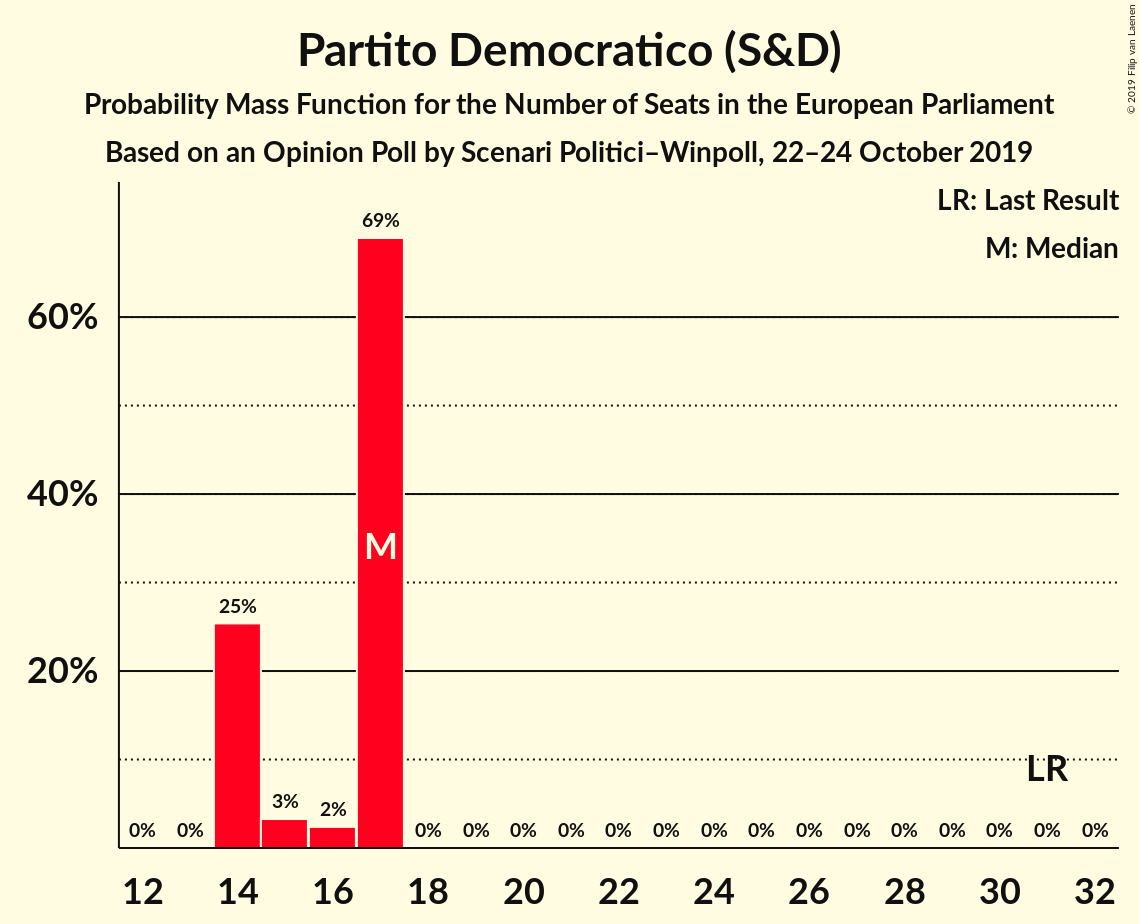 Partito Democratico (S&D)
Probability Mass Function for the Number of Seats in the European Parliament
Based on an Opinion Poll by Scenari Politici–Winpoll, 22–24 October 2019
© 2019 Filip van Laenen
LR: Last Result
M: Median
69%
60%
40%
M
25%
20%
LR
3%
2%
0% 0% 0% 0% 0% 0% 0% 0% 0% 0% 0% 0% 0% 0% 0% 0% 0%
12 14 16 18 20 22 24 26 28 30 32